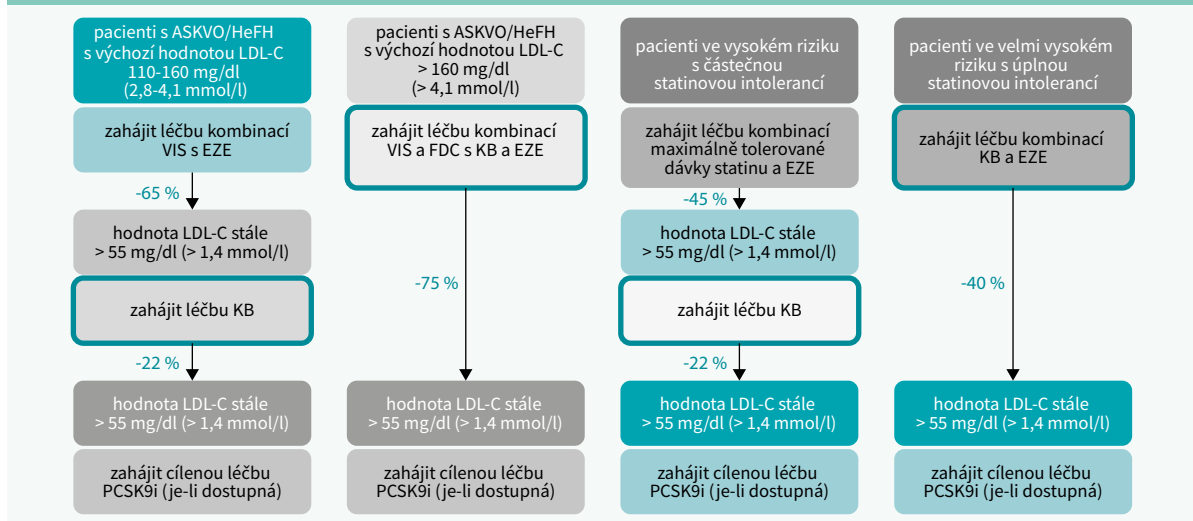 pacienti s ASKVO/HeFH
s výchozí hodnotou LDL-C
110-160 mg/dl
(2,8-4,1 mmol/l)
zahájit léčbu kombinací
VIS s EZE
-65 %
hodnota LDL-C stále
> 55 mg/dl (> 1,4 mmol/l)
zahájit léčbu KB
-22 %
hodnota LDL-C stále
> 55 mg/dl (> 1,4 mmol/l)
zahájit cílenou léčbu
PCSK9i (je-li dostupná)
pacienti s ASKVO/HeFH
s výchozí hodnotou LDL-C
> 160 mg/dl
(> 4,1 mmol/l)
zahájit léčbu kombinací
VIS a FDC s KB a EZE
-75 %
hodnota LDL-C stále
> 55 mg/dl (> 1,4 mmol/l)
zahájit cílenou léčbu
PCSK9i (je-li dostupná)
pacienti ve vysokém riziku
s částečnou
statinovou intolerancí
zahájit léčbu kombinací
maximálně tolerované
dávky statinu a EZE
-45 %
hodnota LDL-C stále
> 55 mg/dl (> 1,4 mmol/l)
zahájit léčbu KB
-22 %
hodnota LDL-C stále
> 55 mg/dl (> 1,4 mmol/l)
zahájit cílenou léčbu
PCSK9i (je-li dostupná)
pacienti ve velmi vysokém
riziku s úplnou
statinovou intolerancí
zahájit léčbu kombinací
KB a EZE
-40 %
hodnota LDL-C stále
> 55 mg/dl (> 1,4 mmol/l)
zahájit cílenou léčbu
PCSK9i (je-li dostupná)